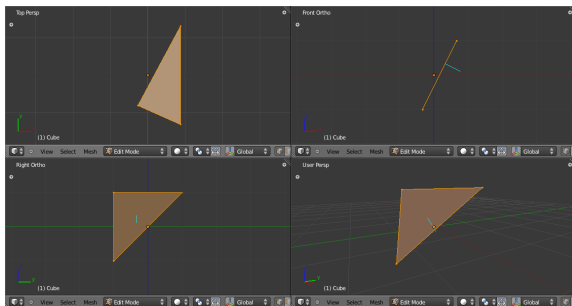 Top Persp
Front Ortho
(1) Cube
(1) Cube
View Select Mesh Edit Mode Global
View Select Mesh Edit Mode Global
Right Ortho
User Persp
(1) Cube
(1) Cube
View Select Mesh Edit Mode Global
View Select Mesh Edit Mode Global